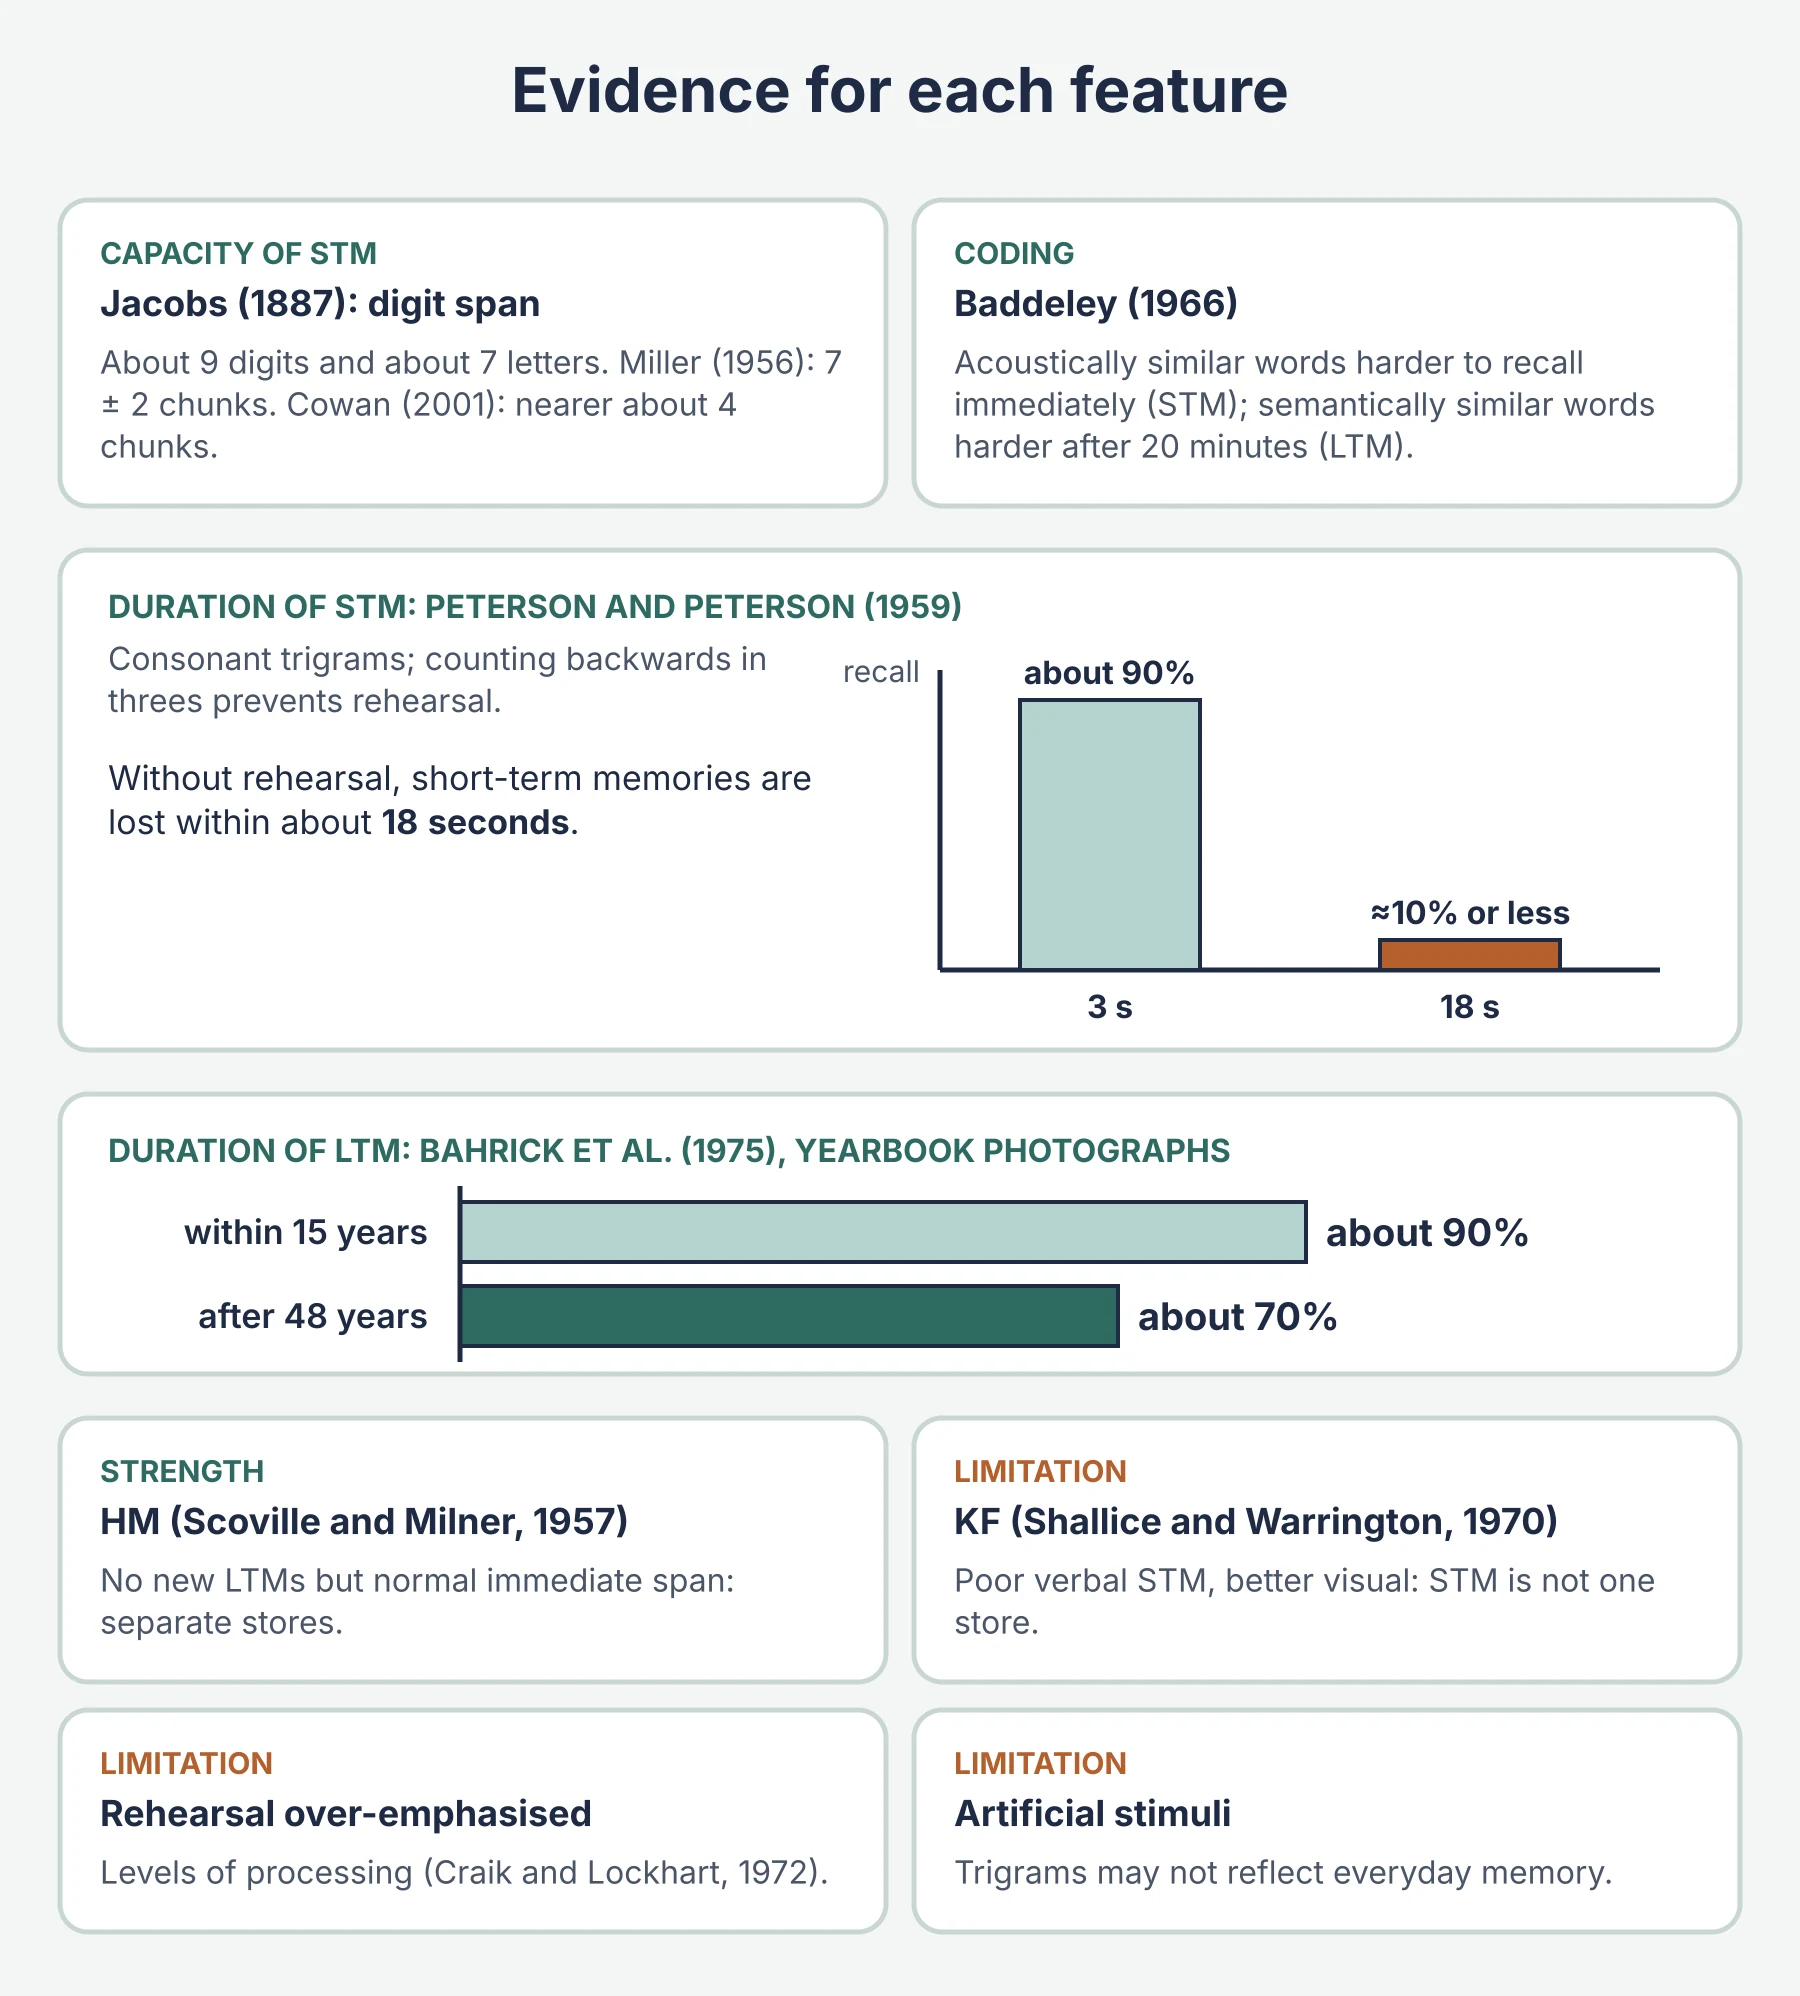 Evidence for each feature
CAPACITY OF STM
Jacobs (1887): digit span
About 9 digits and about 7 letters. Miller (1956): 7
± 2 chunks. Cowan (2001): nearer about 4
chunks.
CODING
Baddeley (1966)
Acoustically similar words harder to recall
immediately (STM); semantically similar words
harder after 20 minutes (LTM).
DURATION OF STM: PETERSON AND PETERSON (1959)
Consonant trigrams; counting backwards in
threes prevents rehearsal.
Without rehearsal, short-term memories are
lost within about 18 seconds.
recall
about 90%
≈10% or less
3 s
18 s
DURATION OF LTM: BAHRICK ET AL. (1975), YEARBOOK PHOTOGRAPHS
within 15 years
about 90%
after 48 years
about 70%
STRENGTH
HM (Scoville and Milner, 1957)
No new LTMs but normal immediate span:
separate stores.
LIMITATION
KF (Shallice and Warrington, 1970)
Poor verbal STM, better visual: STM is not one
store.
LIMITATION
Rehearsal over-emphasised
Levels of processing (Craik and Lockhart, 1972).
LIMITATION
Artificial stimuli
Trigrams may not reflect everyday memory.